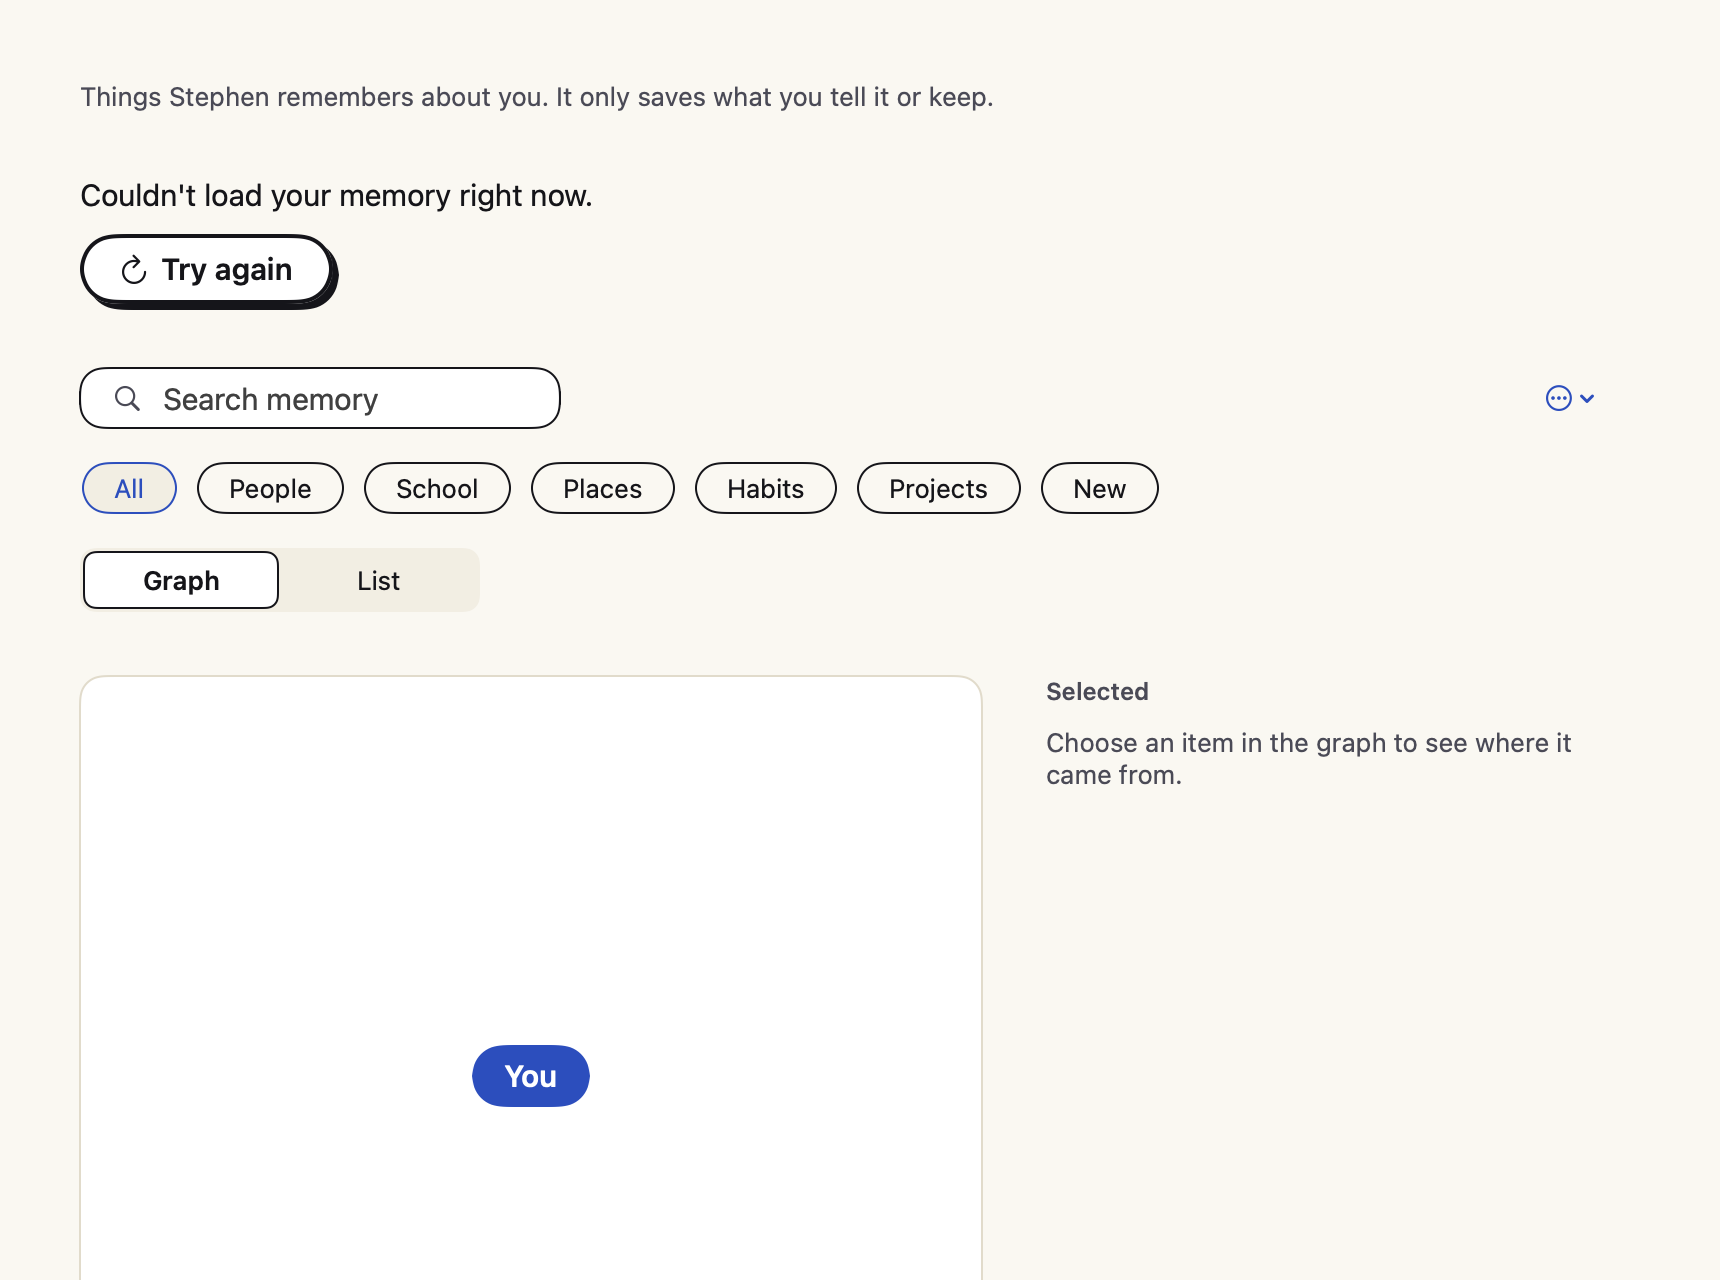 Things Stephen remembers about you. It only saves what you tell it or keep.
Couldn't load your memory right now.
Try again
Search memory
All
People
School
Places
Habits
Projects
New
Graph
List
Selected
Choose an item in the graph to see where it
came from.
You